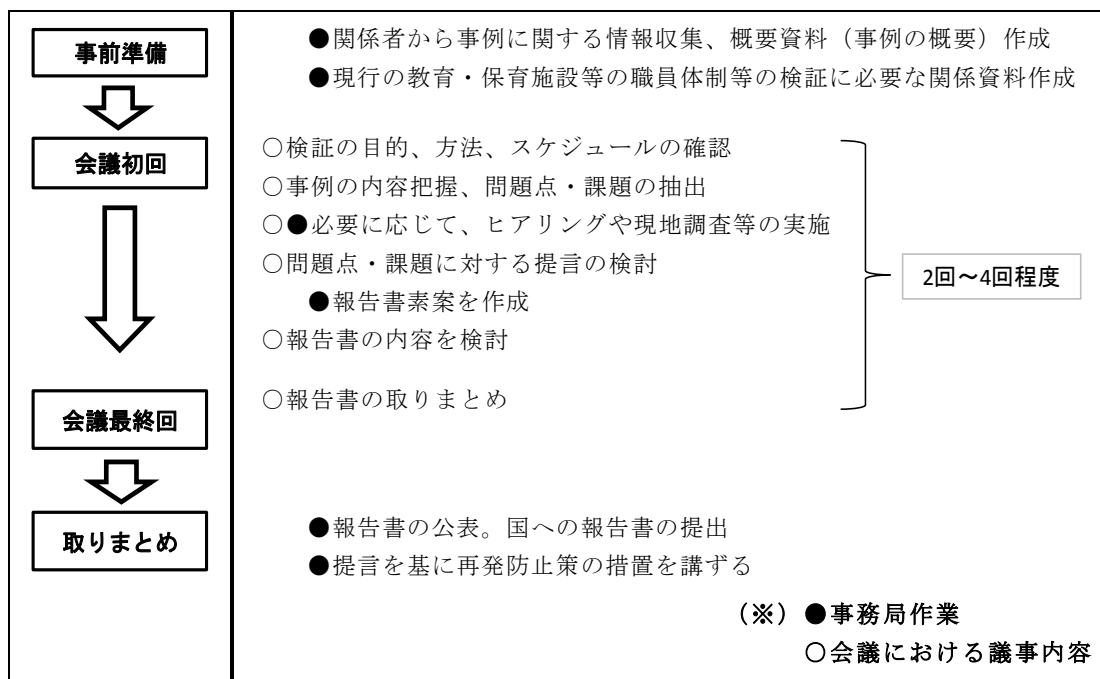 事前準備
●関係者から事例に関する情報収集、概要資料（事例の概要）作成
●現行の教育・保育施設等の職員体制等の検証に必要な関係資料作成
会議初回
○検証の目的、方法、スケジュールの確認
○事例の内容把握、問題点・課題の抽出
○●必要に応じて、ヒアリングや現地調査等の実施
○問題点・課題に対する提言の検討
●報告書素案を作成
○報告書の内容を検討
2回～4回程度
会議最終回
○報告書の取りまとめ
取りまとめ
●報告書の公表。国への報告書の提出
●提言を基に再発防止策の措置を講ずる
（※）●事務局作業
○会議における議事内容